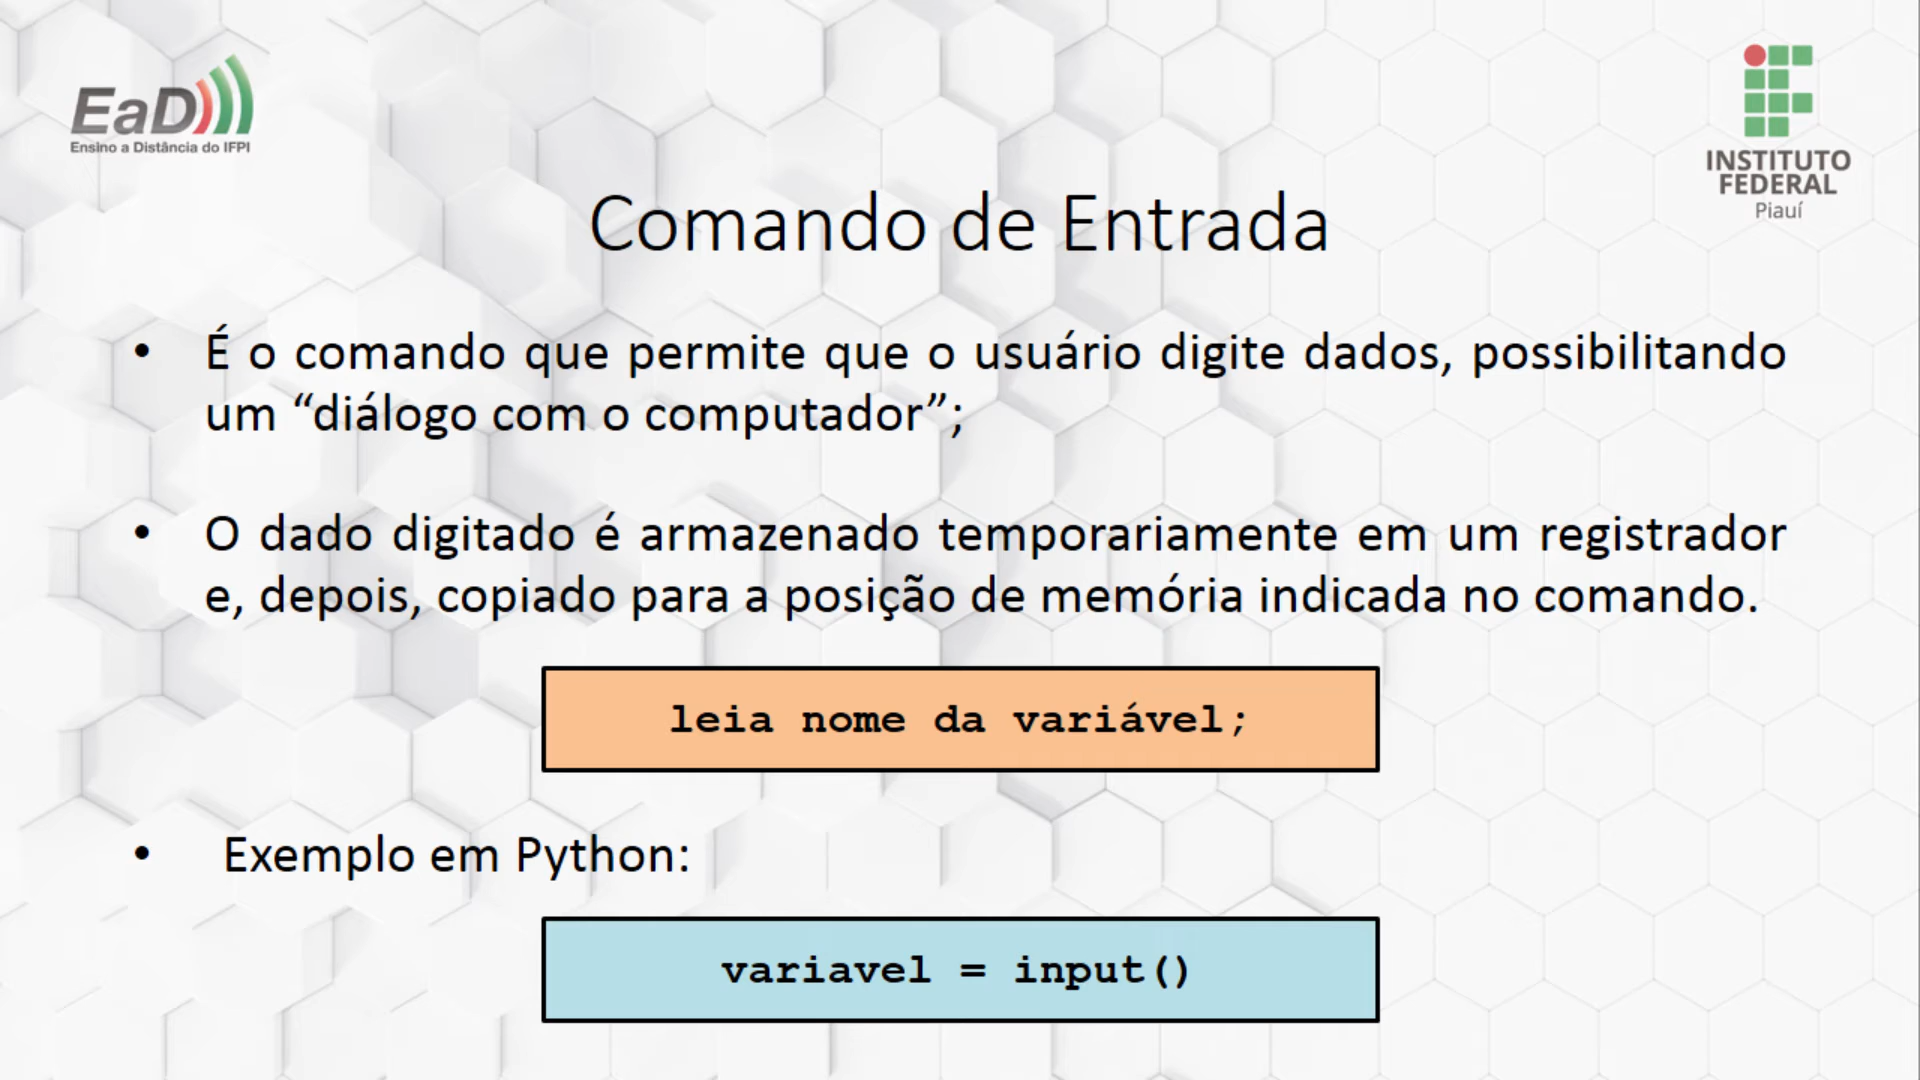 EaD
Ensino a Distância do IFPI
INSTITUTO
FEDERAL
Piauí
Comando de Entrada
• É o comando que permite que o usuário digite dados, possibilitando
um “diálogo com o computador”;
• O dado digitado é armazenado temporariamente em um registrador
e, depois, copiado para a posição de memória indicada no comando.
leia nome da variável;
• Exemplo em Python:
variavel = input()